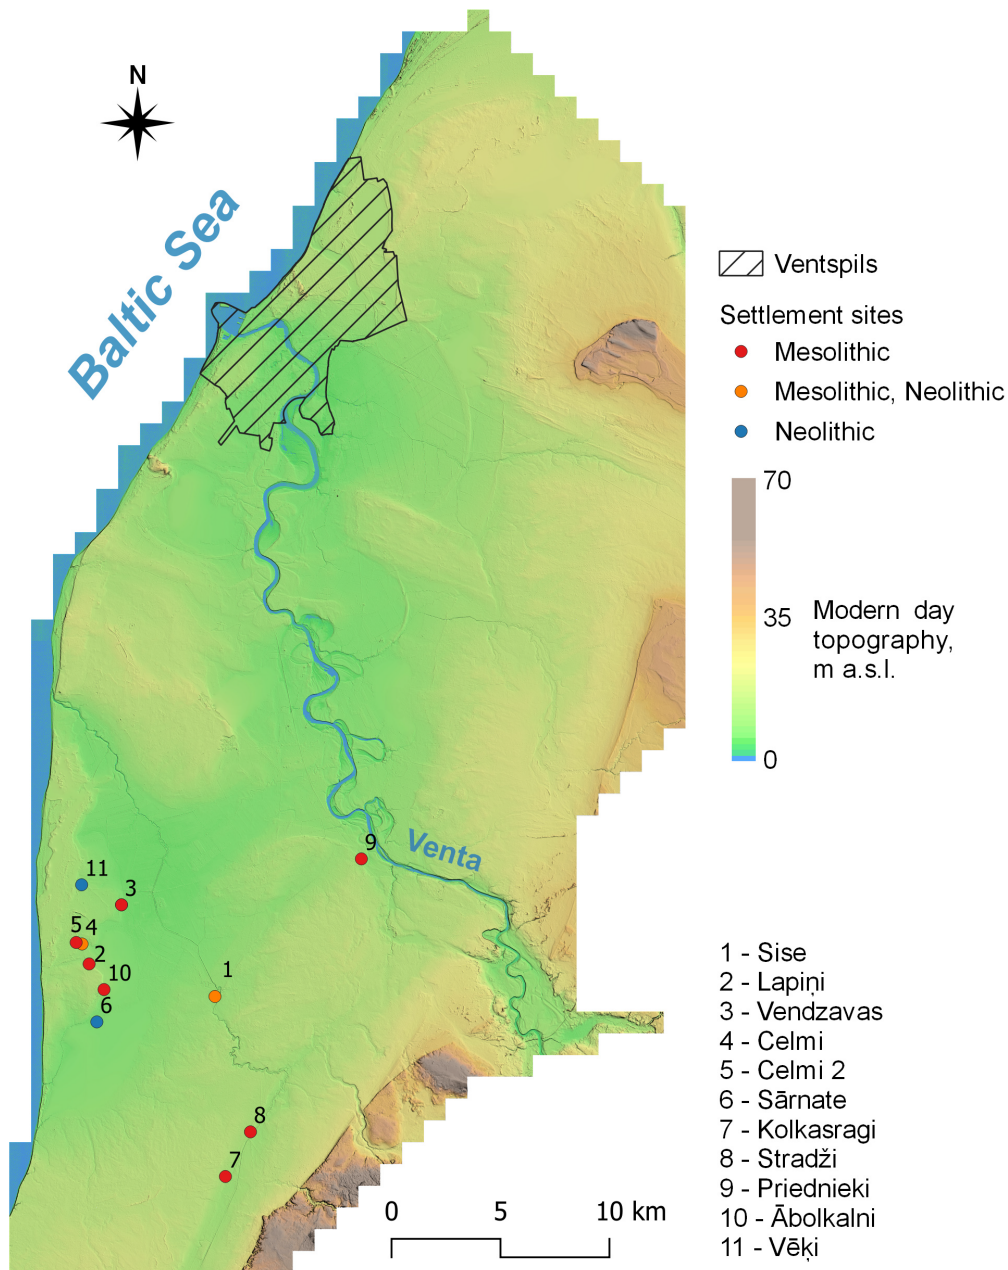 N
Baltic Sea
Ventspils
Settlement sites
Mesolithic
Mesolithic, Neolithic
Neolithic
70
35
0
Modern day
topography,
m a.s.l.
Venta
9
11
3
5
4
2
10
6
1
8
7
0 5 10 km
1 - Sise
2 - Lapiņi
3 - Vendzavas
4 - Celmi
5 - Celmi 2
6 - Sārnate
7 - Kolkasragi
8 - Stradži
9 - Priednieki
10 - Ābolkalni
11 - Vēķi